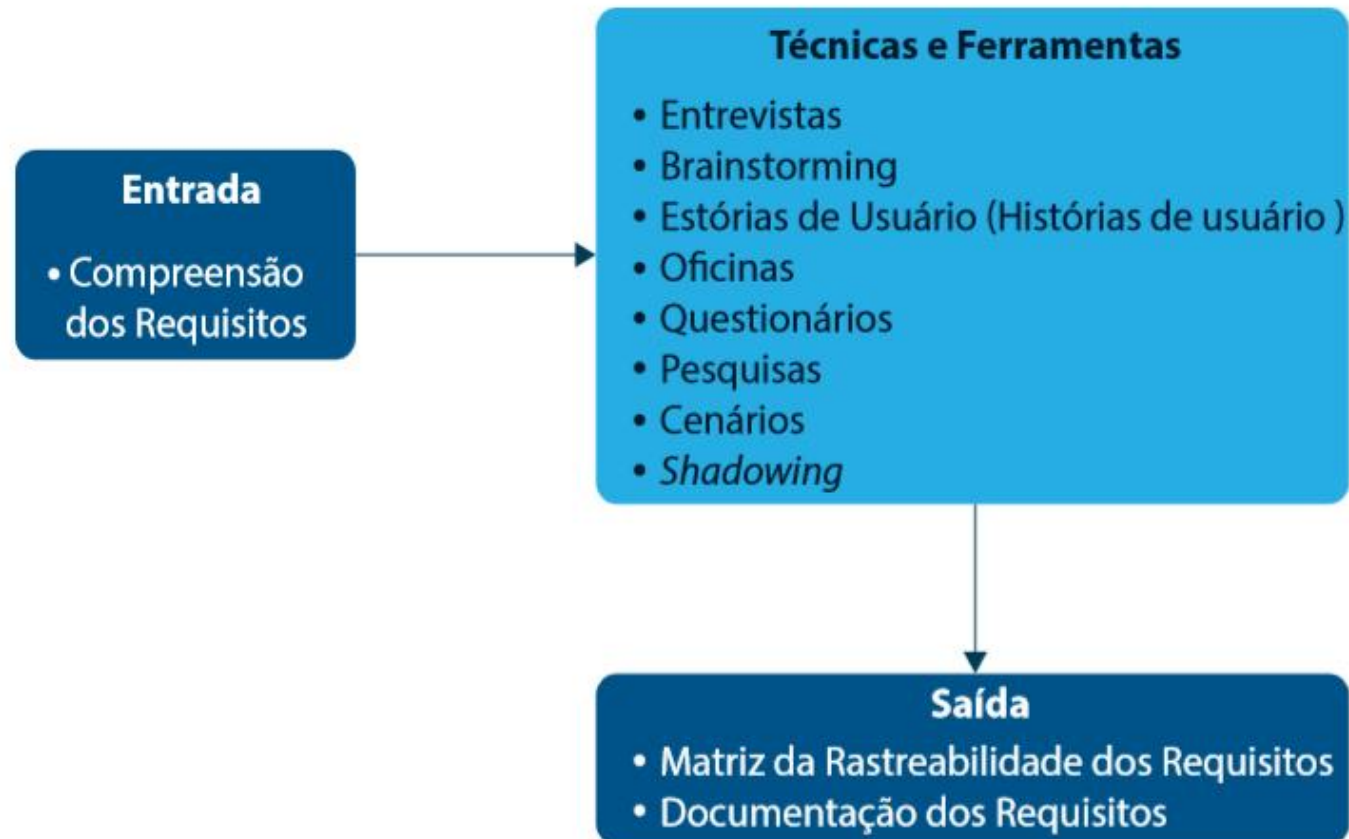 Técnicas e Ferramentas
• Entrevistas
• Brainstorming
• Estórias de Usuário (Histórias de usuário )
• Oficinas
• Questionários
• Pesquisas
• Cenários
• Shadowing
Entrada
• Compreensão
dos Requisitos
Saída
• Matriz da Rastreabilidade dos Requisitos
• Documentação dos Requisitos